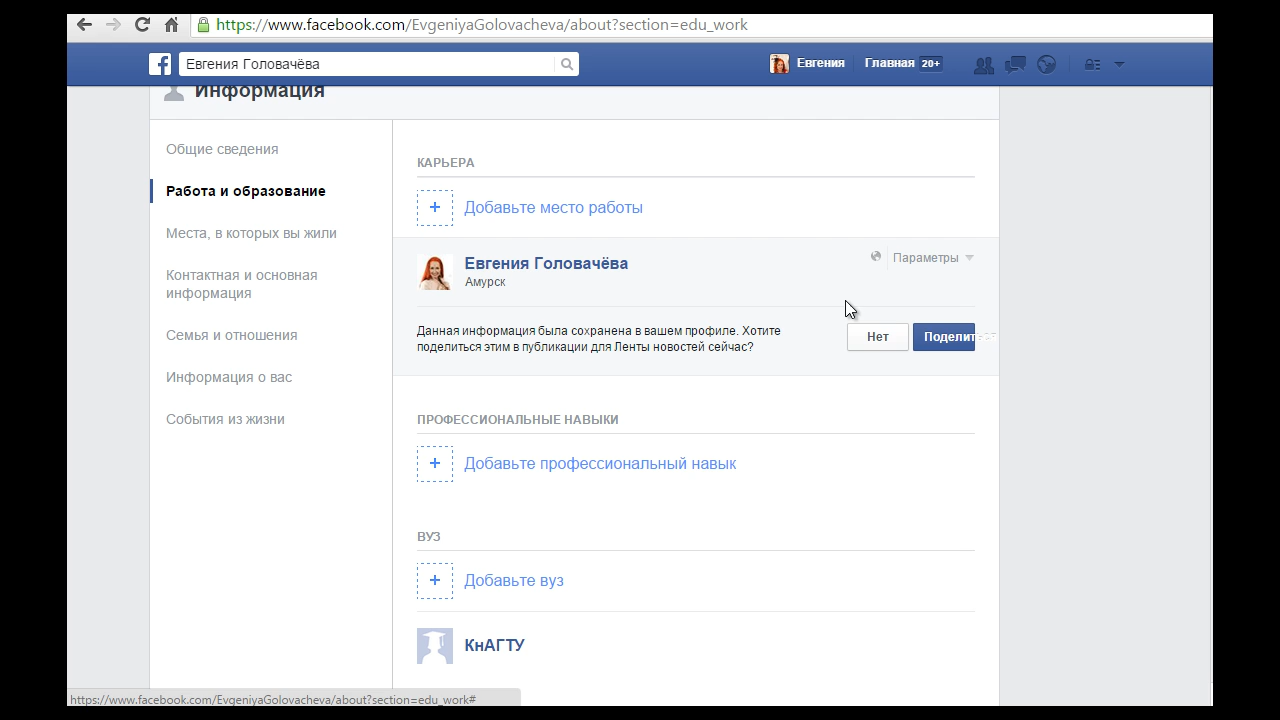 https://www.facebook.com/EvgeniyaGolovacheva/about?section=edu_work
Евгения Головачёва
Евгения
Главная 20+
Информация
Общие сведения
Работа и образование
Места, в которых вы жили
Контактная и основная
информация
Семья и отношения
Информация о вас
События из жизни
КАРЬЕРА
+ Добавьте место работы
Евгения Головачёва
Амурск
Параметры
Данная информация была сохранена в вашем профиле. Хотите
поделиться этим в публикации для Ленты новостей сейчас?
Нет
Поделиться
ПРОФЕССИОНАЛЬНЫЕ НАВЫКИ
+ Добавьте профессиональный навык
ВУЗ
+ Добавьте вуз
КнАГТУ
https://www.facebook.com/EvgeniyaGolovacheva/about?section=edu_work#